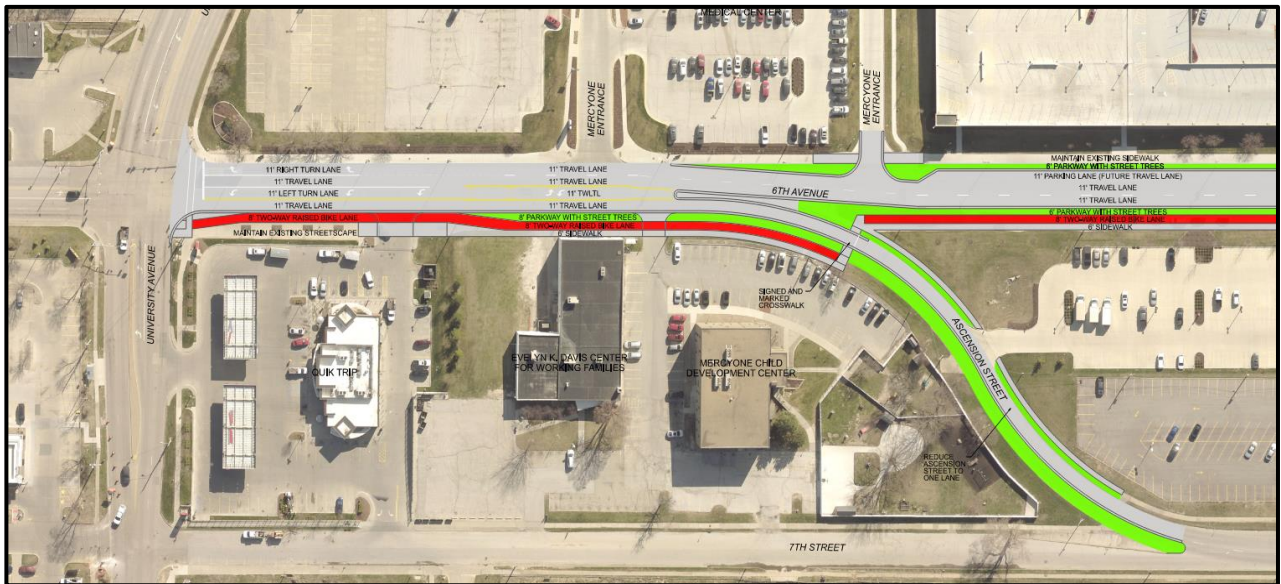 MEDICAL CENTER
MERCYONE
ENTRANCE
MERCYONE
ENTRANCE
11' RIGHT TURN LANE
11' TRAVEL LANE
11' LEFT TURN LANE
11' TRAVEL LANE
8' TWO-WAY RAISED BIKE LANE
MAINTAIN EXISTING STREETSCAPE
11' TRAVEL LANE
11' TRAVEL LANE
11' TWLTL
11' TRAVEL LANE
8' PARKWAY WITH STREET TREES
8' TWO-WAY RAISED BIKE LANE
6' SIDEWALK
6TH AVENUE
MAINTAIN EXISTING SIDEWALK
6' PARKWAY WITH STREET TREES
11' PARKING LANE (FUTURE TRAVEL LANE)
11' TRAVEL LANE
11' TRAVEL LANE
6' PARKWAY WITH STREET TREES
8' TWO-WAY RAISED BIKE LANE
6' SIDEWALK
UNIVERSITY AVENUE
SIGNED AND
MARKED
CROSSWALK
QUIK TRIP
EVELYN K. DAVIS CENTER
FOR WORKING FAMILIES
MERCYONE CHILD
DEVELOPMENT CENTER
ASCENSION STREET
REDUCE
ASCENSION
STREET TO
ONE LANE
7TH STREET